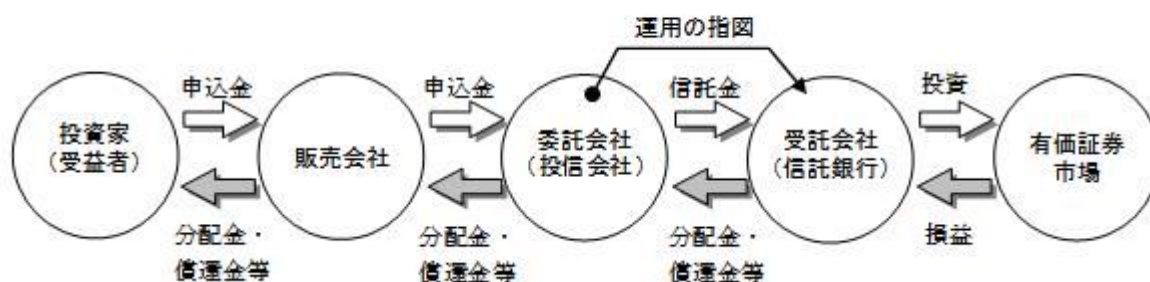 運用の指図
申込金
申込金
信託金
投資
投資家
（受益者）
販売会社
委託会社
（投信会社）
受託会社
（信託銀行）
有価証券
市場
分配金・
償還金等
分配金・
償還金等
分配金・
償還金等
損益